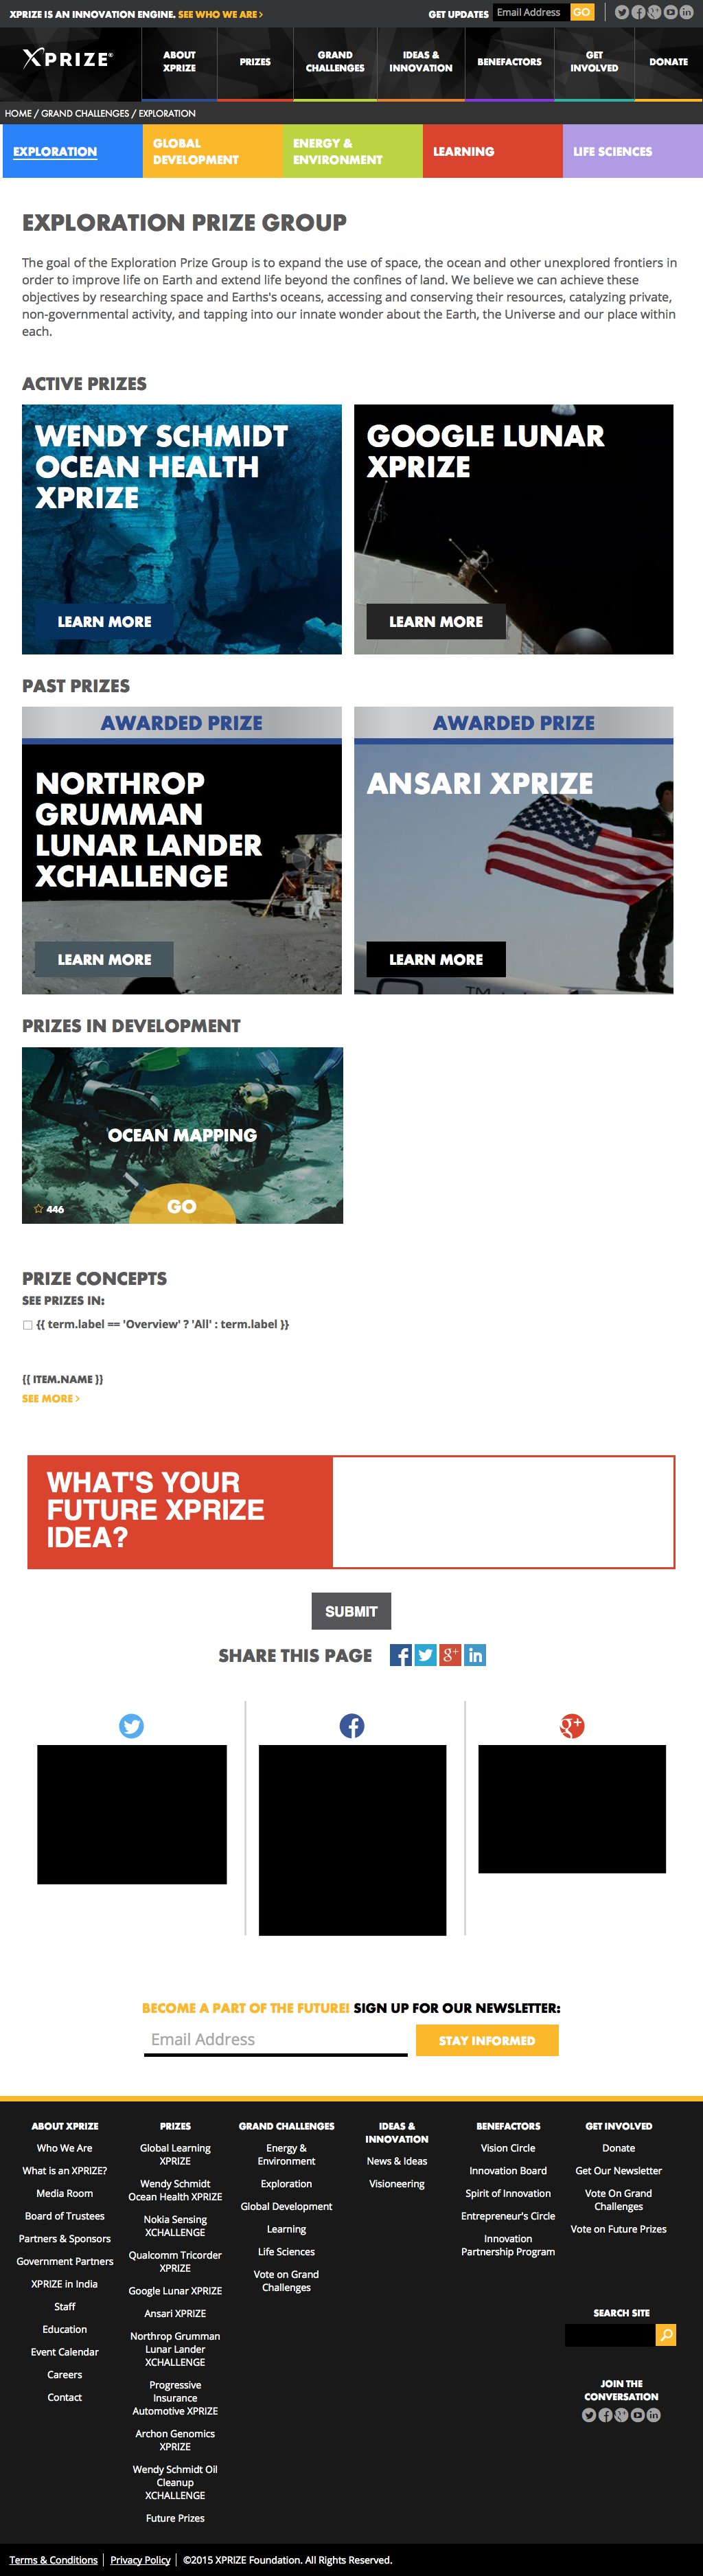 XPRIZE IS AN INNOVATION ENGINE. SEE WHO WE ARE >
GET UPDATES Email Address GO
XPRIZE®
ABOUT
XPRIZE
PRIZES
GRAND
CHALLENGES
IDEAS &
INNOVATION
BENEFACTORS
GET
INVOLVED
DONATE
HOME / GRAND CHALLENGES / EXPLORATION
EXPLORATION
GLOBAL
DEVELOPMENT
ENERGY &
ENVIRONMENT
LEARNING
LIFE SCIENCES
EXPLORATION PRIZE GROUP
The goal of the Exploration Prize Group is to expand the use of space, the ocean and other unexplored frontiers in
order to improve life on Earth and extend life beyond the confines of land. We believe we can achieve these
objectives by researching space and Earths's oceans, accessing and conserving their resources, catalyzing private,
non-governmental activity, and tapping into our innate wonder about the Earth, the Universe and our place within
each.
ACTIVE PRIZES
WENDY SCHMIDT
OCEAN HEALTH
XPRIZE
LEARN MORE
GOOGLE LUNAR
XPRIZE
LEARN MORE
PAST PRIZES
AWARDED PRIZE
NORTHROP
GRUMMAN
LUNAR LANDER
XCHALLENGE
LEARN MORE
AWARDED PRIZE
ANSARI XPRIZE
LEARN MORE
TM
PRIZES IN DEVELOPMENT
OCEAN MAPPING
446
GO
PRIZE CONCEPTS
SEE PRIZES IN:
{{ term.label == 'Overview' ? 'All' : term.label }}
{{ ITEM.NAME }}
SEE MORE >
WHAT'S YOUR
FUTURE XPRIZE
IDEA?
SUBMIT
SHARE THIS PAGE
BECOME A PART OF THE FUTURE! SIGN UP FOR OUR NEWSLETTER:
Email Address
STAY INFORMED
ABOUT XPRIZE
Who We Are
What is an XPRIZE?
Media Room
Board of Trustees
Partners & Sponsors
Government Partners
XPRIZE in India
Staff
Education
Event Calendar
Careers
Contact
PRIZES
Global Learning
XPRIZE
Wendy Schmidt
Ocean Health XPRIZE
Nokia Sensing
XCHALLENGE
Qualcomm Tricorder
XPRIZE
Google Lunar XPRIZE
Ansari XPRIZE
Northrop Grumman
Lunar Lander
XCHALLENGE
Progressive
Insurance
Automotive XPRIZE
Archon Genomics
XPRIZE
Wendy Schmidt Oil
Cleanup
XCHALLENGE
Future Prizes
GRAND CHALLENGES
Energy &
Environment
Exploration
Global Development
Learning
Life Sciences
Vote on Grand
Challenges
IDEAS &
INNOVATION
News & Ideas
Visioneering
BENEFACTORS
Vision Circle
Innovation Board
Spirit of Innovation
Entrepreneur's Circle
Innovation
Partnership Program
GET INVOLVED
Donate
Get Our Newsletter
Vote On Grand
Challenges
Vote on Future Prizes
SEARCH SITE
JOIN THE
CONVERSATION
Terms & Conditions | Privacy Policy | ©2015 XPRIZE Foundation. All Rights Reserved.